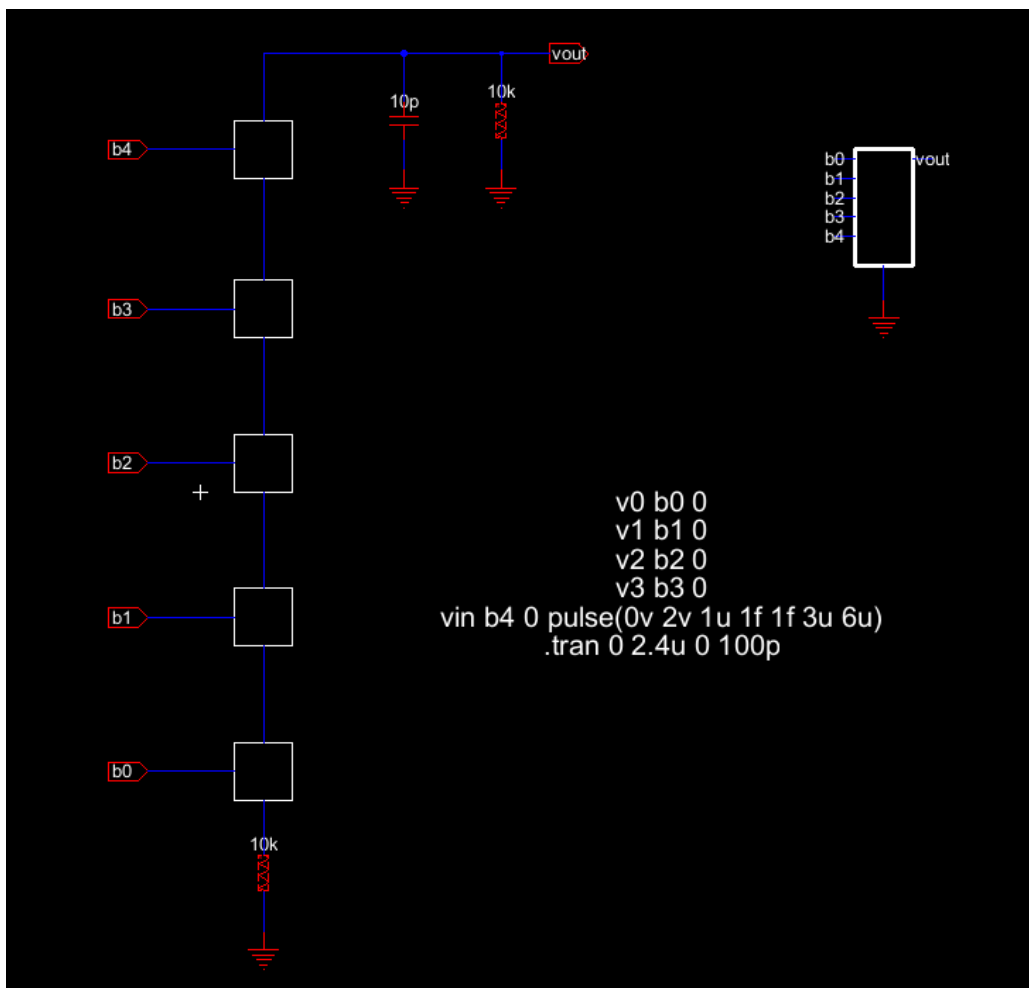 vout
10p
10k
b4
b0
vout
b1
b2
b3
b4
b3
b2
b1
b0
10k
v0 b0 0
v1 b1 0
v2 b2 0
v3 b3 0
vin b4 0 pulse(0v 2v 1u 1f 1f 3u 6u)
.tran 0 2.4u 0 100p